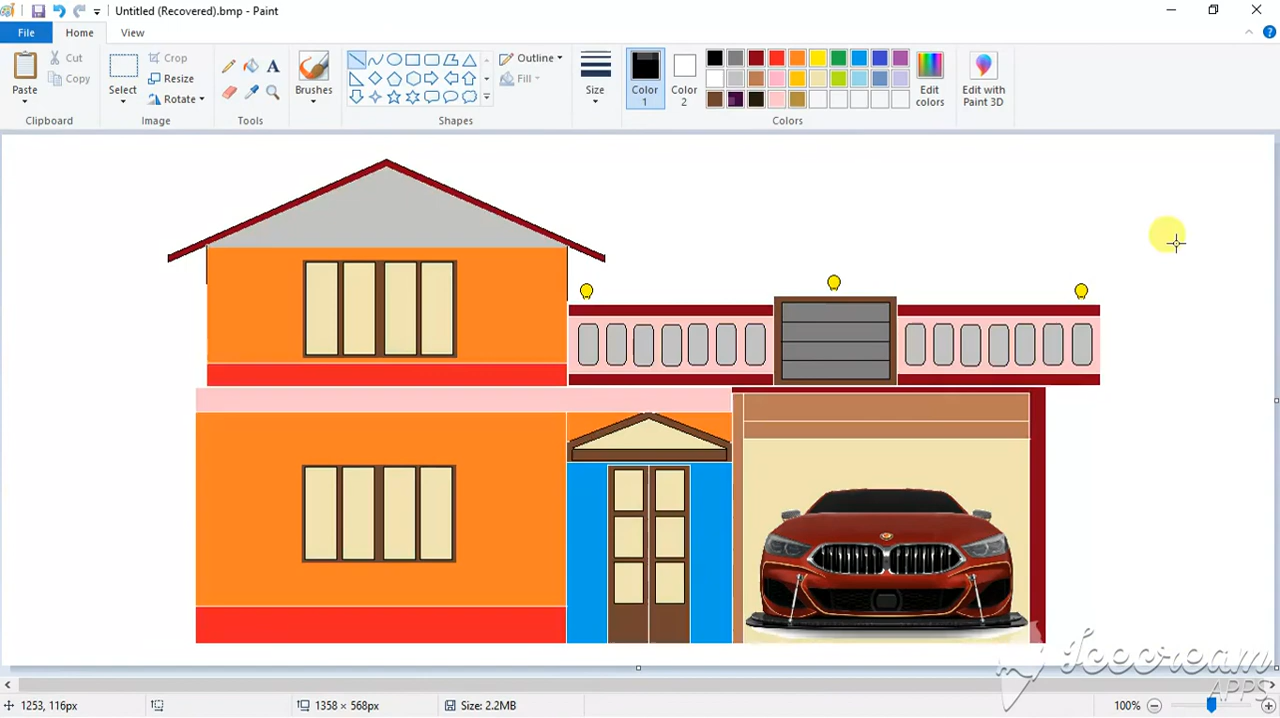 Untitled (Recovered).bmp - Paint
File
Home
View
Paste
Cut
Copy
Clipboard
Select
Crop
Resize
Rotate
Image
Tools
Brushes
Shapes
Outline
Fill
Size
Color 1
Color 2
Colors
Edit colors
Edit with Paint 3D
Icecream
APPS
1253, 116px
1358 × 568px
Size: 2.2MB
100%